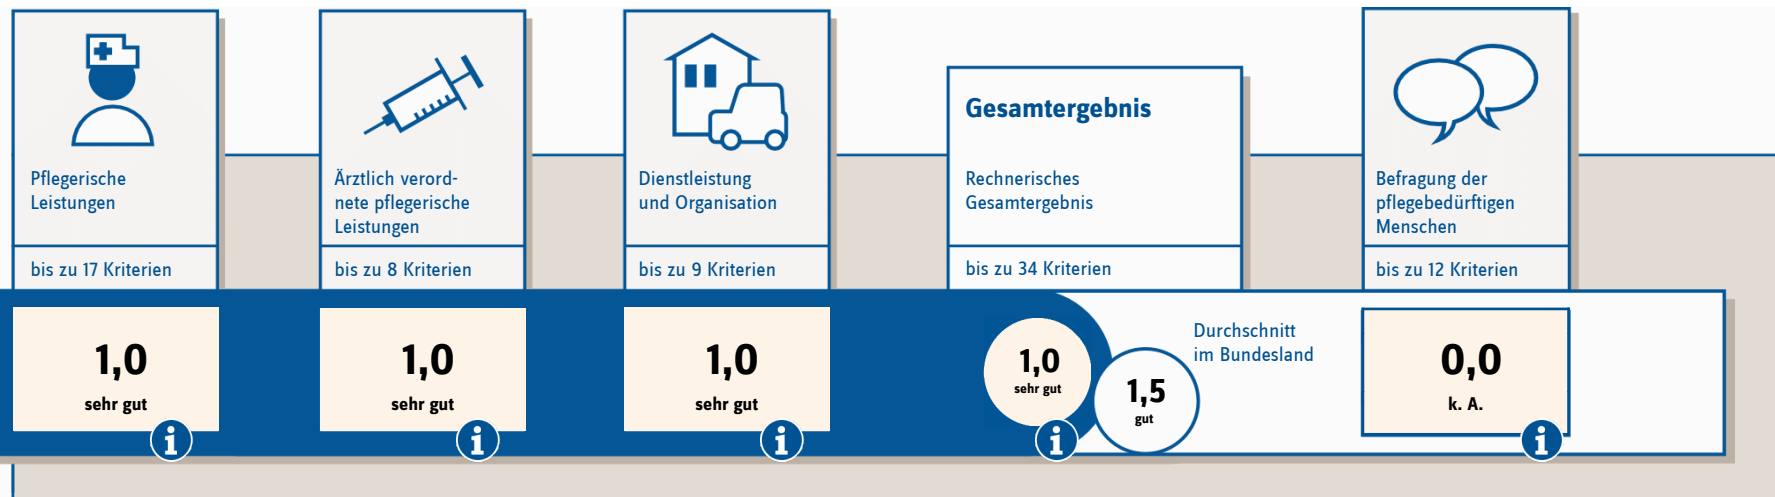 Pflegerische
Leistungen
bis zu 17 Kriterien
1,0
sehr gut
i
Ärztlich verord-
nete pflegerische
Leistungen
bis zu 8 Kriterien
1,0
sehr gut
i
Dienstleistung
und Organisation
bis zu 9 Kriterien
1,0
sehr gut
i
Gesamtergebnis
Rechnerisches
Gesamtergebnis
bis zu 34 Kriterien
1,0
sehr gut
i
1,5
gut
Durchschnitt
im Bundesland
Befragung der
pflegebedürftigen
Menschen
bis zu 12 Kriterien
0,0
k. A.
i